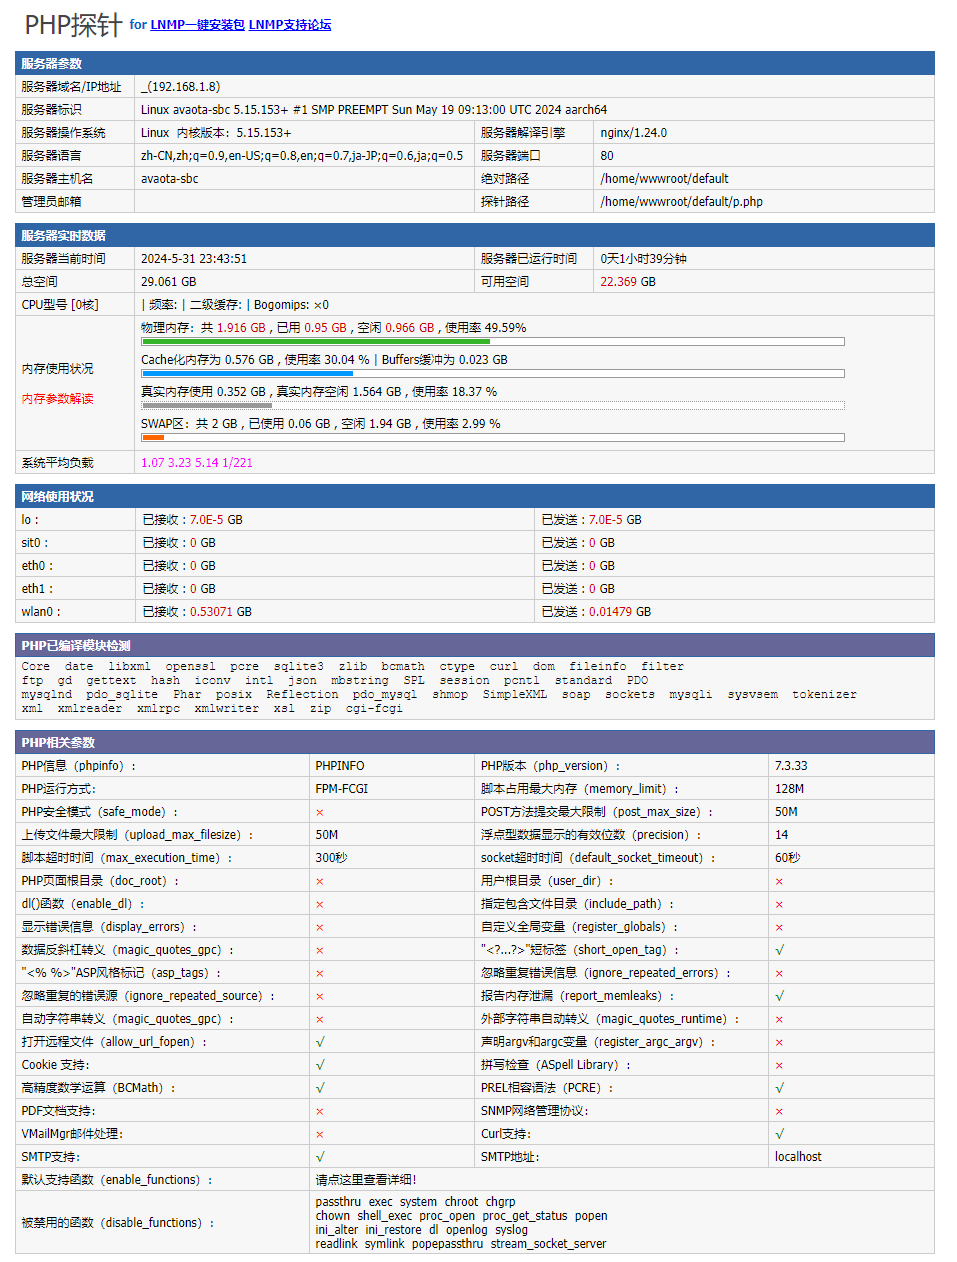 PHP探针 for LNMP一键安装包 LNMP支持论坛
服务器参数
服务器域名/IP地址 _(192.168.1.8)
服务器标识 Linux avaota-sbc 5.15.153+ #1 SMP PREEMPT Sun May 19 09:13:00 UTC 2024 aarch64
服务器操作系统 Linux 内核版本：5.15.153+ 服务器解译引擎 nginx/1.24.0
服务器语言 zh-CN,zh;q=0.9,en-US;q=0.8,en;q=0.7,ja-JP;q=0.6,ja;q=0.5 服务器端口 80
服务器主机名 avaota-sbc 绝对路径 /home/wwwroot/default
管理员邮箱 探针路径 /home/wwwroot/default/p.php
服务器实时数据
服务器当前时间 2024-5-31 23:43:51 服务器已运行时间 0天1小时39分钟
总空间 29.061 GB 可用空间 22.369 GB
CPU型号 [0核] | 频率: | 二级缓存: | Bogomips: ×0
物理内存：共 1.916 GB , 已用 0.95 GB , 空闲 0.966 GB , 使用率 49.59%
Cache化内存为 0.576 GB , 使用率 30.04 % | Buffers缓冲为 0.023 GB
内存使用状况
真实内存使用 0.352 GB , 真实内存空闲 1.564 GB , 使用率 18.37 %
内存参数解读
SWAP区：共 2 GB , 已使用 0.06 GB , 空闲 1.94 GB , 使用率 2.99 %
系统平均负载 1.07 3.23 5.14 1/221
网络使用状况
lo : 已接收 : 7.0E-5 GB 已发送 : 7.0E-5 GB
sit0 : 已接收 : 0 GB 已发送 : 0 GB
eth0 : 已接收 : 0 GB 已发送 : 0 GB
eth1 : 已接收 : 0 GB 已发送 : 0 GB
wlan0 : 已接收 : 0.53071 GB 已发送 : 0.01479 GB
PHP已编译模块检测
Core date libxml openssl pcre sqlite3 zlib bcmath ctype curl dom fileinfo filter
ftp gd gettext hash iconv intl json mbstring SPL session pcntl standard PDO
mysqlnd pdo_sqlite Phar posix Reflection pdo_mysql shmop SimpleXML soap sockets mysqli sysvsem tokenizer
xml xmlreader xmlrpc xmlwriter xsl zip cgi-fcgi
PHP相关参数
PHP信息（phpinfo）: PHPINFO PHP版本（php_version）: 7.3.33
PHP运行方式: FPM-FCGI 脚本占用最大内存（memory_limit）: 128M
PHP安全模式（safe_mode）: × POST方法提交最大限制（post_max_size）: 50M
上传文件最大限制（upload_max_filesize）: 50M 浮点型数据显示的有效位数（precision）: 14
脚本超时时间（max_execution_time）: 300秒 socket超时时间（default_socket_timeout）: 60秒
PHP页面根目录（doc_root）: × 用户根目录（user_dir）: ×
dl()函数（enable_dl）: × 指定包含文件目录（include_path）: ×
显示错误信息（display_errors）: × 自定义全局变量（register_globals）: ×
数据反斜杠转义（magic_quotes_gpc）: × "<?...?>"短标签（short_open_tag）: √
"<% %>"ASP风格标记（asp_tags）: × 忽略重复错误信息（ignore_repeated_errors）: ×
忽略重复的错误源（ignore_repeated_source）: × 报告内存泄漏（report_memleaks）: √
自动字符串转义（magic_quotes_gpc）: × 外部字符串自动转义（magic_quotes_runtime）: ×
打开远程文件（allow_url_fopen）: √ 声明argv和argc变量（register_argc_argv）: ×
Cookie 支持: √ 拼写检查（ASpell Library）: ×
高精度数学运算（BCMath）: √ PREL相容语法（PCRE）: √
PDF文档支持: × SNMP网络管理协议: ×
VMailMgr邮件处理: × Curl支持: √
SMTP支持: √ SMTP地址: localhost
默认支持函数（enable_functions）: 请点这里查看详细！
被禁用的函数（disable_functions）: passthru exec system chroot chgrp
chown shell_exec proc_open proc_get_status popen
ini_alter ini_restore dl openlog syslog
readlink symlink popepassthru stream_socket_server